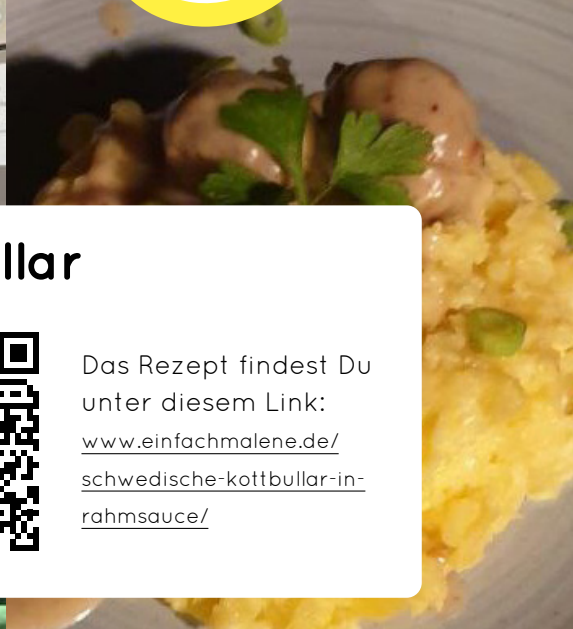 llar
Das Rezept findest Du
unter diesem Link:
www.einfachmalene.de/
schwedische-kottbullar-in-
rahmsauce/